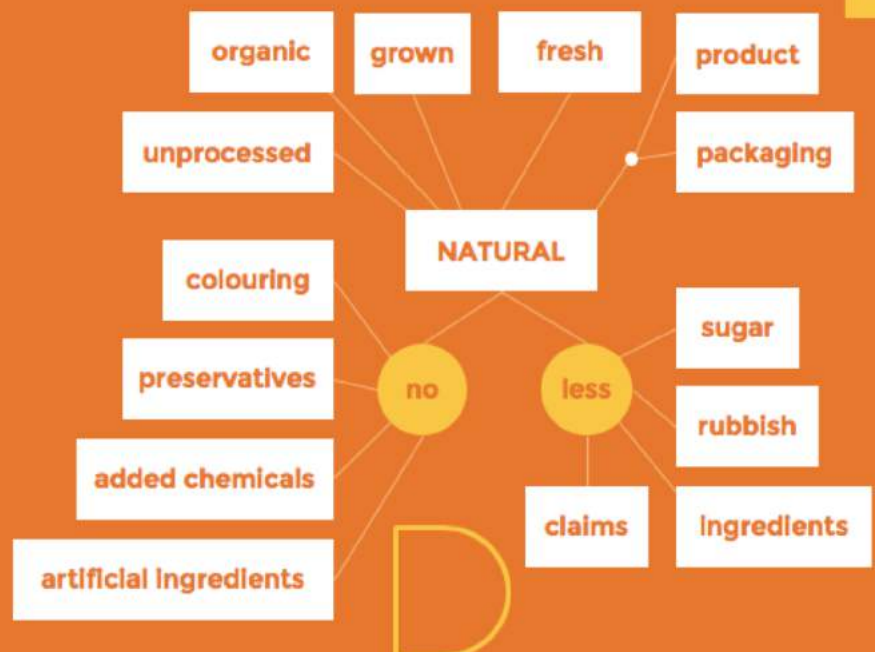 organic
grown
fresh
product
unprocessed
packaging
NATURAL
colouring
sugar
preservatives
no
less
rubbish
added chemicals
claims
ingredients
artificial ingredients
D